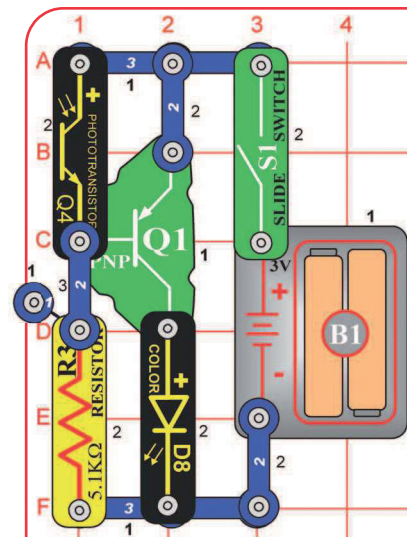 1 2 3 4
A
3
1
+
PHOTOTRANSISTOR
2
Q4
2
2
B
S1
SLIDE SWITCH
2
C
PNP
Q1
1
1
3V
+
1
1
3
2
D
B1
R3
RESISTOR
5.1KΩ
2
COLOR
+
D8
2
-
E
2
2
F
3
1